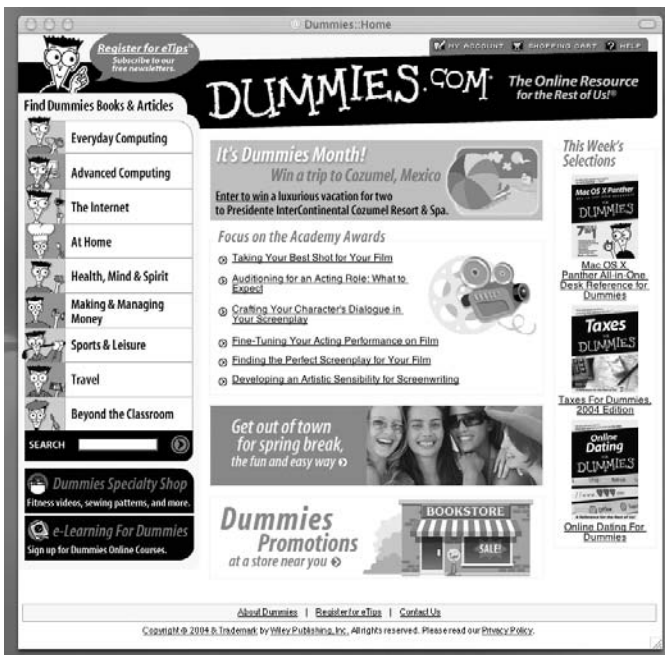 Dummies::Home
Register for eTips™
Subscribe to our
free newsletters.
MY ACCOUNT SHOPPING CART ? HELP
DUMMIES.COM™
The Online Resource
for the Rest of Us!®
Find Dummies Books & Articles
Everyday Computing
Advanced Computing
The Internet
At Home
Health, Mind & Spirit
Making & Managing
Money
Sports & Leisure
Travel
Beyond the Classroom
SEARCH
Dummies Specialty Shop
Fitness videos, sewing patterns, and more.
e-Learning For Dummies
Sign up for Dummies Online Courses.
It's Dummies Month!
Win a trip to Cozumel, Mexico
Enter to win a luxurious vacation for two
to Presidente InterContinental Cozumel Resort & Spa.
Focus on the Academy Awards
Taking Your Best Shot for Your Film
Auditioning for an Acting Role: What to
Expect
Crafting Your Character's Dialogue in
Your Screenplay
Fine-Tuning Your Acting Performance on Film
Finding the Perfect Screenplay for Your Film
Developing an Artistic Sensibility for Screenwriting
Get out of town
for spring break,
the fun and easy way
Dummies
Promotions
at a store near you
BOOKSTORE
SALE!
This Week's
Selections
Mac OS X Panther
DUMMIES
Mac OS X
Panther All-in-One
Desk Reference for
Dummies
Taxes
DUMMIES
Taxes For Dummies,
2004 Edition
Online
Dating
DUMMIES
Online Dating For
Dummies
About Dummies | Register for eTips | Contact Us
Copyright © 2004 & Trademark by Wiley Publishing, Inc. All rights reserved. Please read our Privacy Policy.